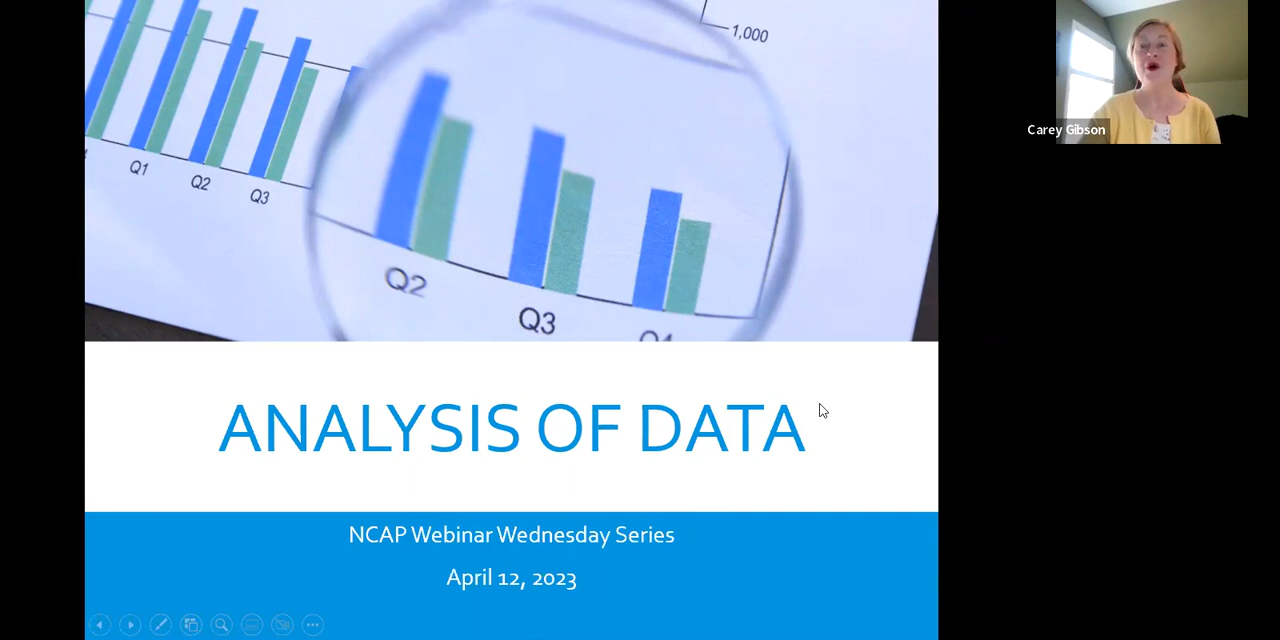 1,000
Q1
Q2
Q3
Q2
Q3
Carey Gibson
ANALYSIS OF DATA
NCAP Webinar Wednesday Series
April 12, 2023